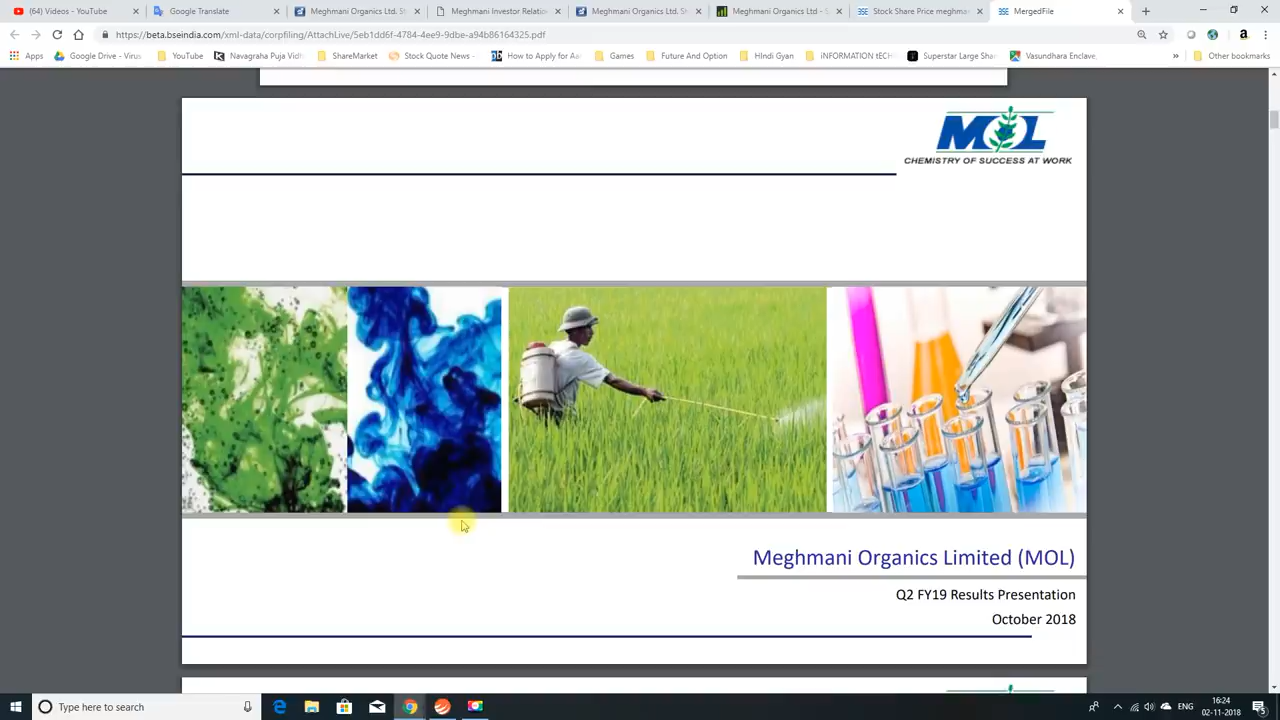 (64) Videos - YouTube
Google Translate
Meghmani Organics Ltd. S
Meghmani Investor Relatio
Meghmani Organics Ltd. S
Meghmani Organics Ltd - S
Stock Share Price meghma
MergedFile
https://beta.bseindia.com/xml-data/corpfiling/AttachLive/5eb1dd6f-4784-4ee9-9dbe-a94b86164325.pdf
Apps
Google Drive - Virus
YouTube
Navagraha Puja Vidh
ShareMarket
Stock Quote News -
How to Apply for Aa
Games
Future And Option
HIndi Gyan
iNFORMATION tECH
Superstar Large Shar
Vasundhara Enclave,
»
Other bookmarks
MOL
CHEMISTRY OF SUCCESS AT WORK
Meghmani Organics Limited (MOL)
Q2 FY19 Results Presentation
October 2018
Type here to search
ENG
16:24
02-11-2018